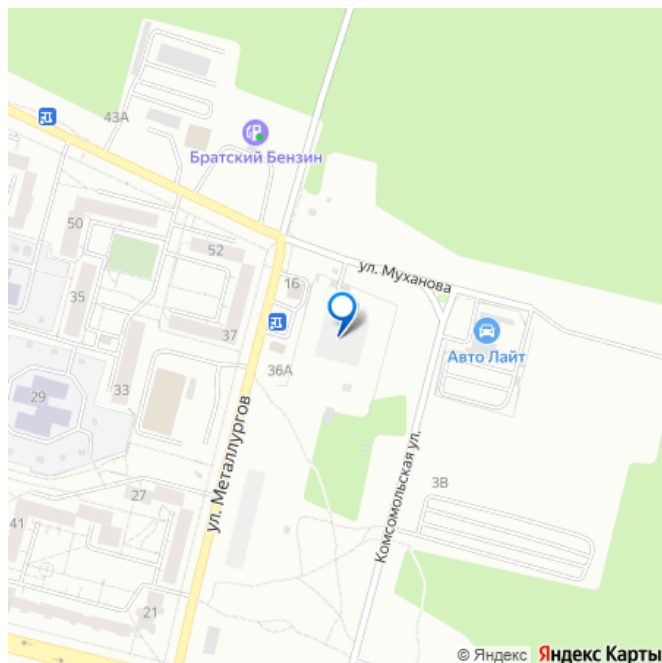 43А
Братский Бензин
50
52
ул. Муханова
16
35
37
Авто Лайт
36А
33
29
ул. Металлургов
Комсомольская ул.
3В
27
41
21
© Яндекс Яндекс Карты